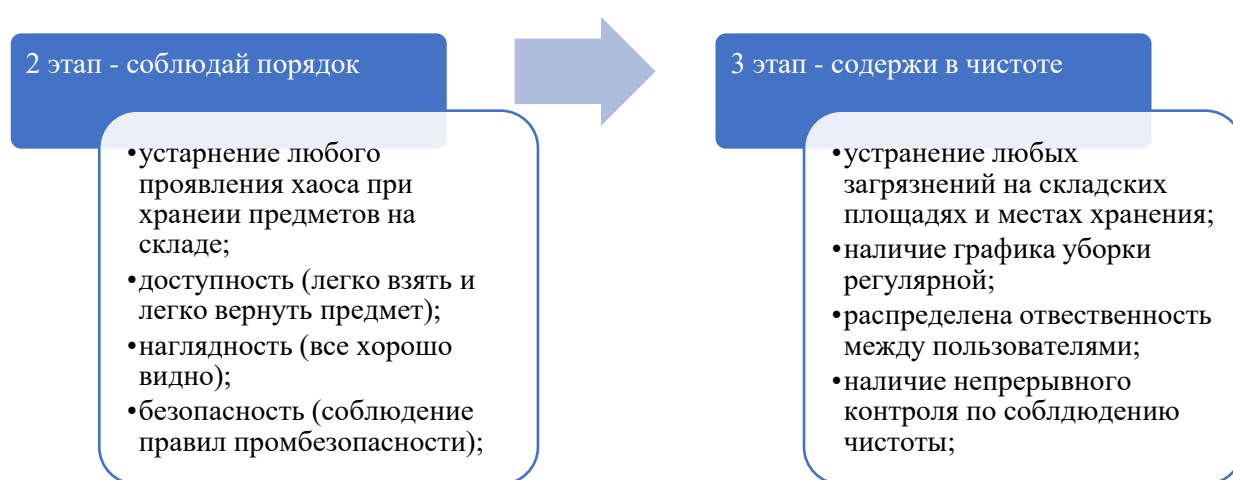 2 этап - соблюдай порядок
•устарнение любого
проявления хаоса при
хранеии предметов на
складе;
•доступность (легко взять и
легко вернуть предмет);
•наглядность (все хорошо
видно);
•безопасность (соблюдение
правил промбезопасности);
3 этап - содержи в чистоте
•устранение любых
загрязнений на складских
площадях и местах хранения;
•наличие графика уборки
регулярной;
•распределена отвественность
между пользователями;
•наличие непрерывного
контроля по соблдюдению
чистоты;